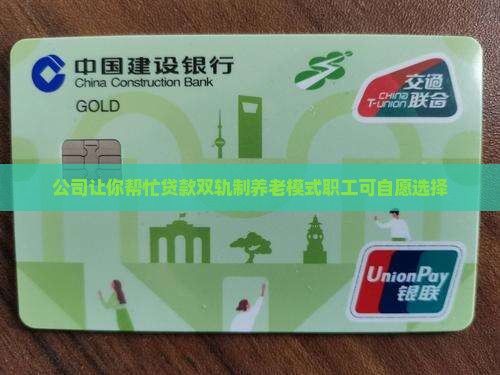 中国建设银行
China Construction Bank
GOLD
交通
CHINA
T-UNION 联合
公司让你帮忙贷款双轨制养老模式职工可自愿选择
UnionPay
银联